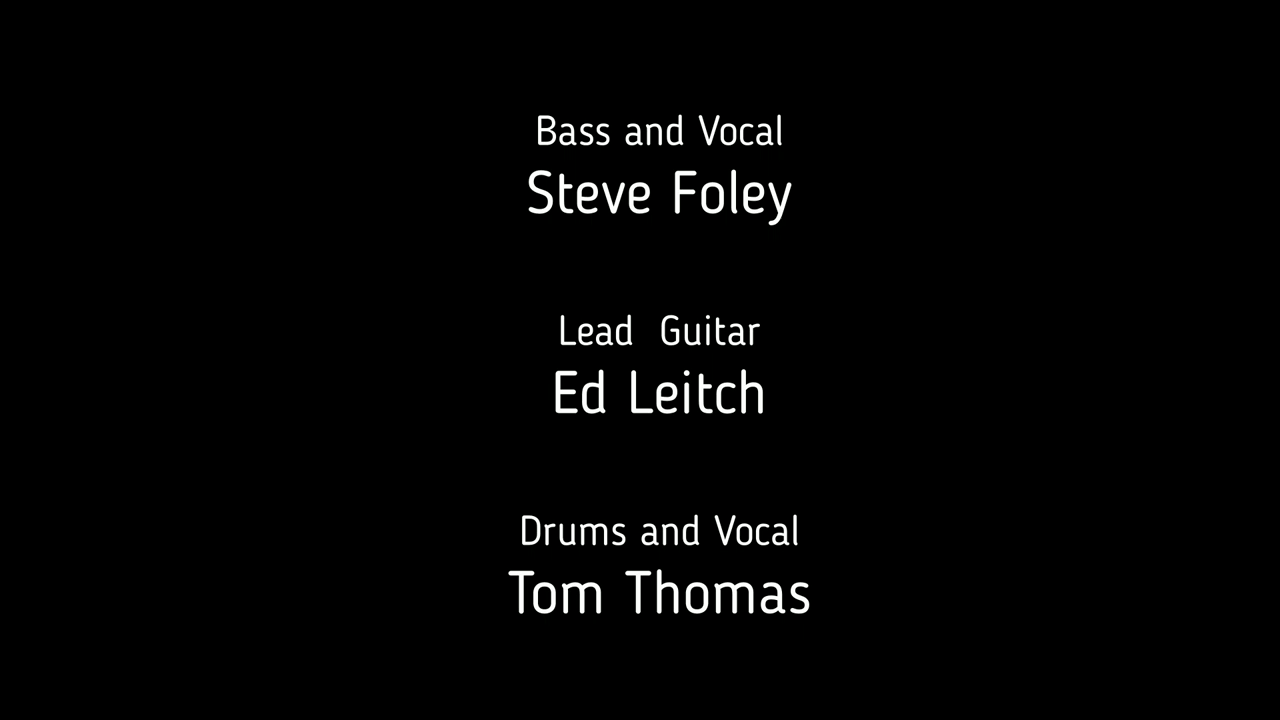 Bass and Vocal
Steve Foley
Lead Guitar
Ed Leitch
Drums and Vocal
Tom Thomas